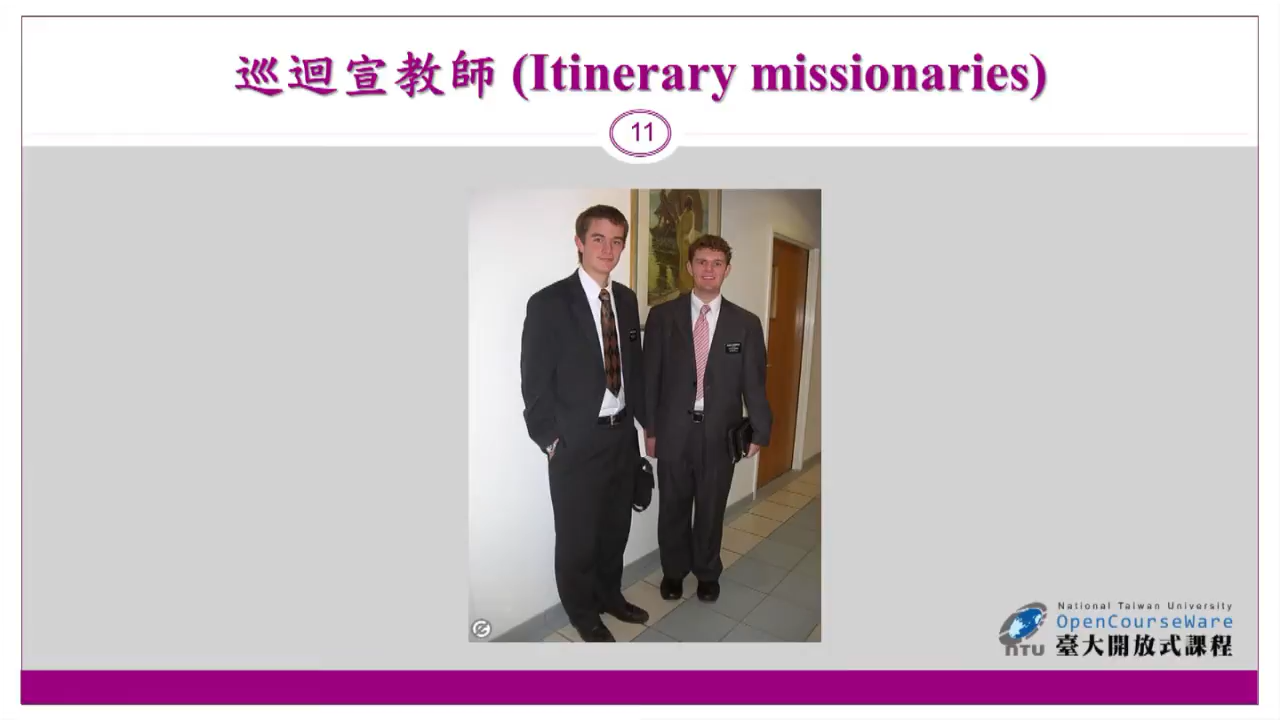 巡迴宣教師 (Itinerary missionaries)
11
National Taiwan University
OpenCourseWare
NTU 臺大開放式課程